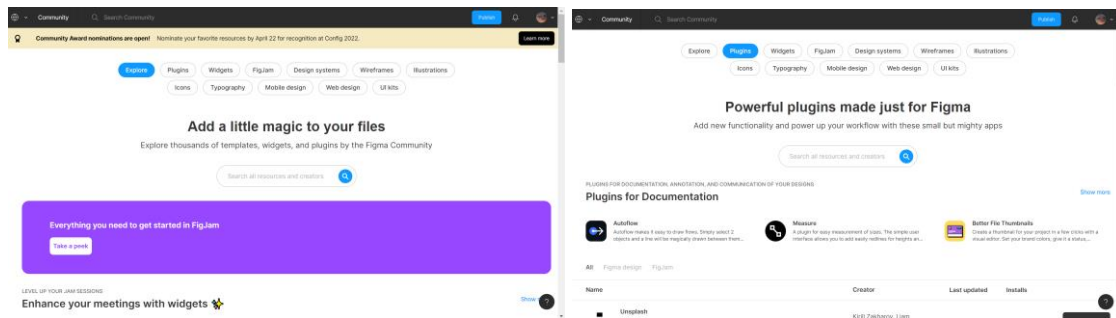 Community
Search Community
Publish
Community Award nominations are open! Nominate your favorite resources by April 22 for recognition at Config 2022.
Learn more
Explore Plugins Widgets FigJam Design systems Wireframes Illustrations
Icons Typography Mobile design Web design UI kits
Add a little magic to your files
Explore thousands of templates, widgets, and plugins by the Figma Community
Search all resources and creators
Everything you need to get started in FigJam
Take a peek
LEVEL UP YOUR JAM SESSIONS
Enhance your meetings with widgets ✨
Show
?
Community
Search Community
Publish
Explore Plugins Widgets FigJam Design systems Wireframes Illustrations
Icons Typography Mobile design Web design UI kits
Powerful plugins made just for Figma
Add new functionality and power up your workflow with these small but mighty apps
Search all resources and creators
PLUGINS FOR DOCUMENTATION, ANNOTATION, AND COMMUNICATION OF YOUR DESIGNS
Plugins for Documentation
Show more
Autoflow
Autoflow makes it easy to draw flows. Simply select 2
objects and a line will be magically drawn between them...
Measure
A plugin for easy measurement of sizes. The simple user
interface allows you to add easily redlines for heights an...
Better File Thumbnails
Create a thumbnail for your project in a few clicks with a
visual editor. Set your brand colors, give it a status,...
All Figma design FigJam
Name Creator Last updated Installs
Unsplash
Kirill Zakharov, Liam
?